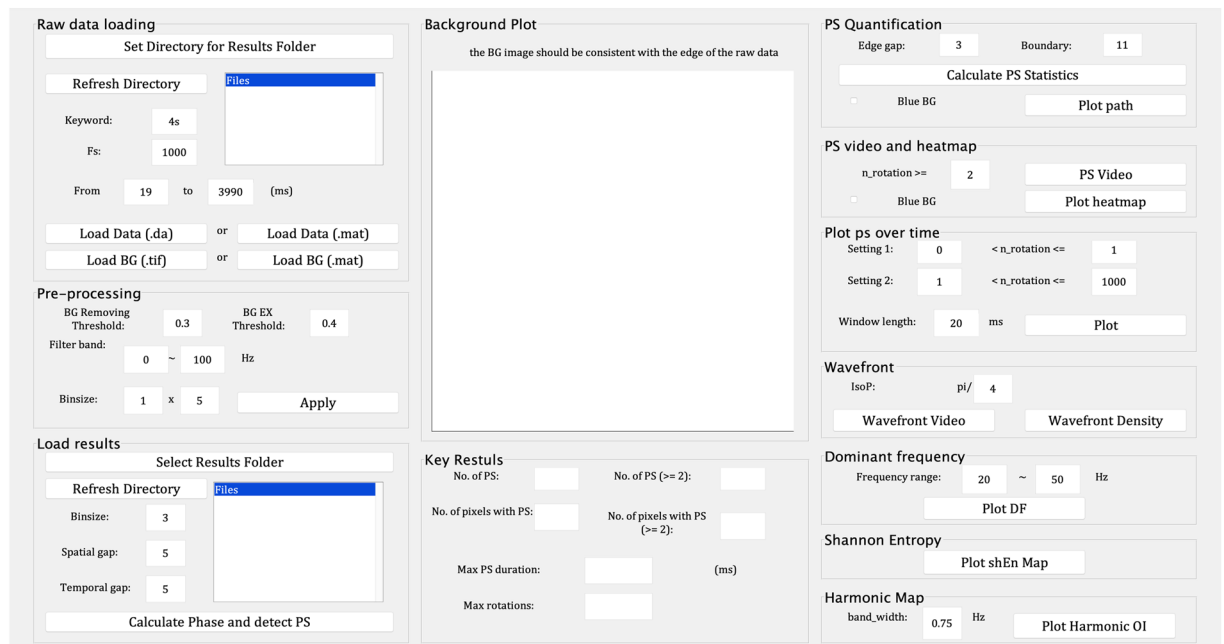 Raw data loading
Set Directory for Results Folder
Refresh Directory
Files
Keyword: 4s
Fs: 1000
From 19 to 3990 (ms)
Load Data (.da) or Load Data (.mat)
Load BG (.tif) or Load BG (.mat)
Pre-processing
BG Removing Threshold: 0.3 BG EX Threshold: 0.4
Filter band:
0 ~ 100 Hz
Binsize: 1 x 5 Apply
Load results
Select Results Folder
Refresh Directory
Files
Binsize: 3
Spatial gap: 5
Temporal gap: 5
Calculate Phase and detect PS
Background Plot
the BG image should be consistent with the edge of the raw data
Key Restuls
No. of PS: No. of PS (>= 2):
No. of pixels with PS: No. of pixels with PS
(>= 2):
Max PS duration: (ms)
Max rotations:
PS Quantification
Edge gap: 3 Boundary: 11
Calculate PS Statistics
Blue BG Plot path
PS video and heatmap
n_rotation >= 2 PS Video
Blue BG Plot heatmap
Plot ps over time
Setting 1: 0 < n_rotation <= 1
Setting 2: 1 < n_rotation <= 1000
Window length: 20 ms Plot
Wavefront
IsoP: pi/ 4
Wavefront Video Wavefront Density
Dominant frequency
Frequency range: 20 ~ 50 Hz
Plot DF
Shannon Entropy
Plot shEn Map
Harmonic Map
band_width: 0.75 Hz Plot Harmonic OI